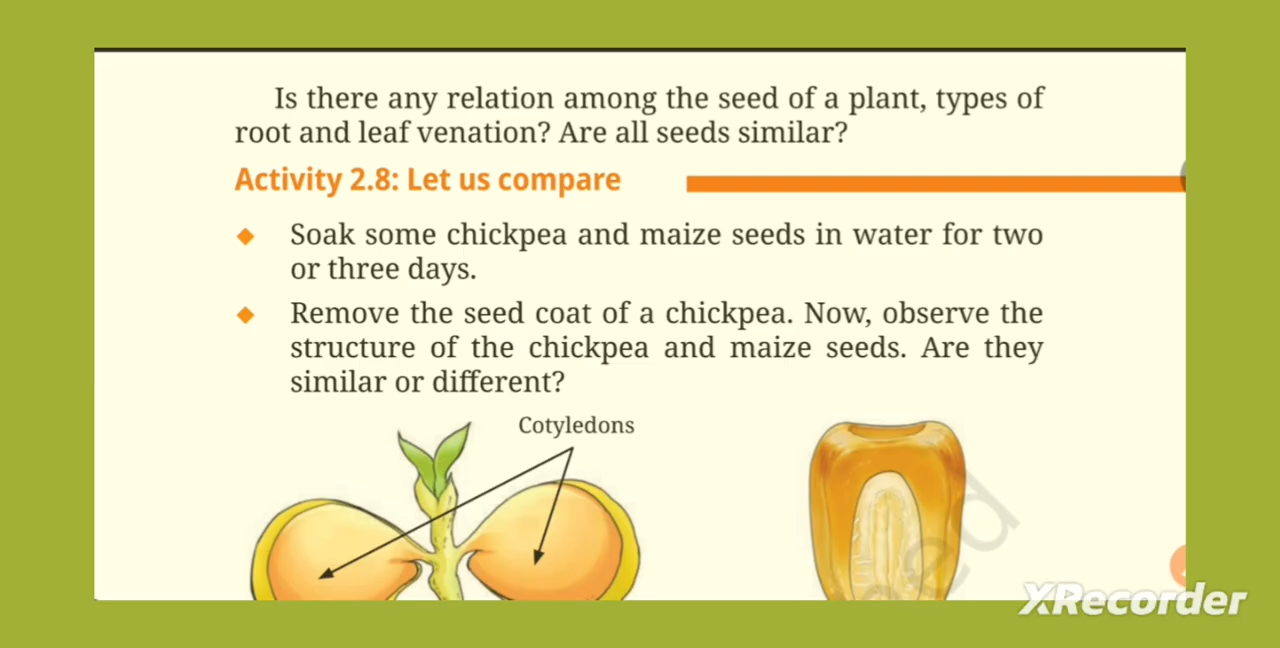 Is there any relation among the seed of a plant, types of
root and leaf venation? Are all seeds similar?
Activity 2.8: Let us compare
Soak some chickpea and maize seeds in water for two
or three days.
Remove the seed coat of a chickpea. Now, observe the
structure of the chickpea and maize seeds. Are they
similar or different?
Cotyledons
XRecorder